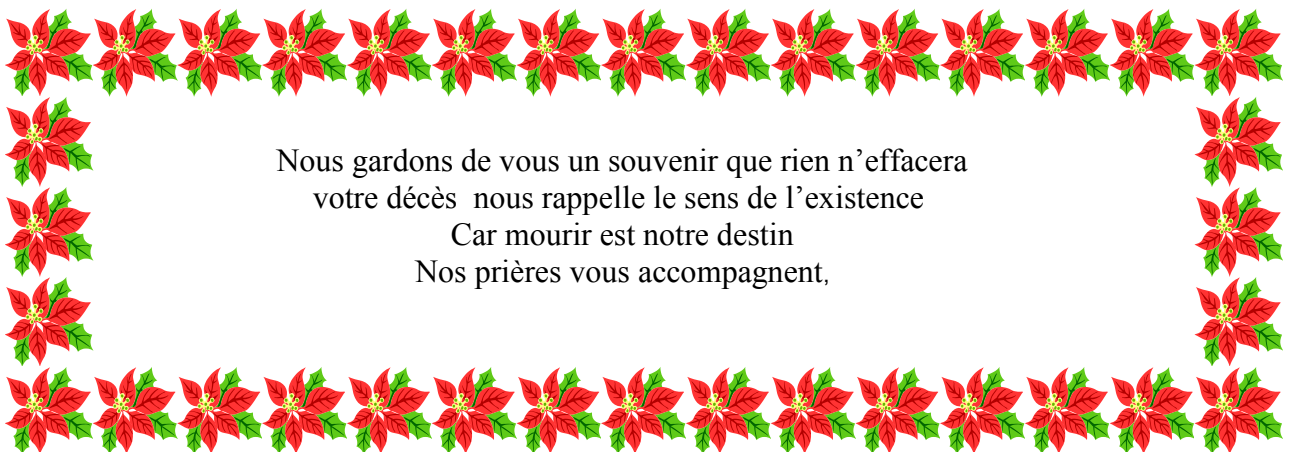 Nous gardons de vous un souvenir que rien n’effacera
votre décès  nous rappelle le sens de l’existence
Car mourir est notre destin
Nos prières vous accompagnent,